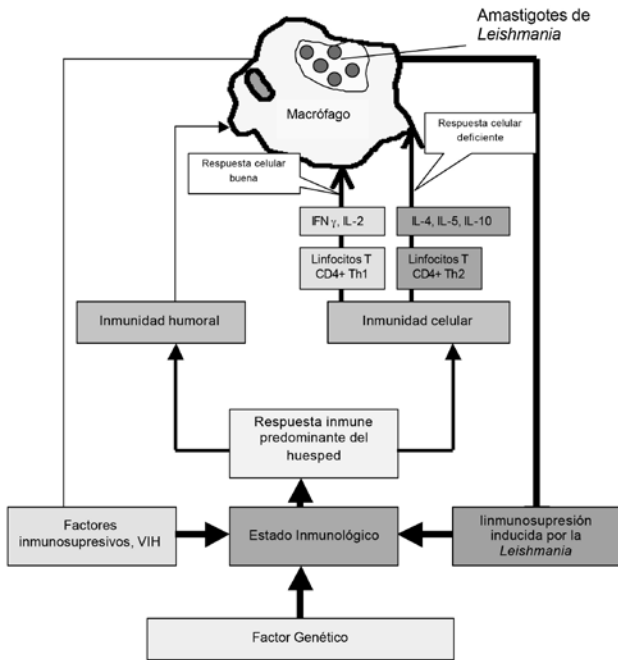 Amastigotes de
Leishmania
Macrófago
Respuesta celular
deficiente
Respuesta celular
buena
IFN γ, IL-2
IL-4, IL-5, IL-10
Linfocitos T
CD4+ Th1
Linfocitos T
CD4+ Th2
Inmunidad humoral
Inmunidad celular
Respuesta inmune
predominante del
huesped
Factores
inmunosupresivos, VIH
Estado Inmunológico
Iinmunosupresión
inducida por la
Leishmania
Factor Genético